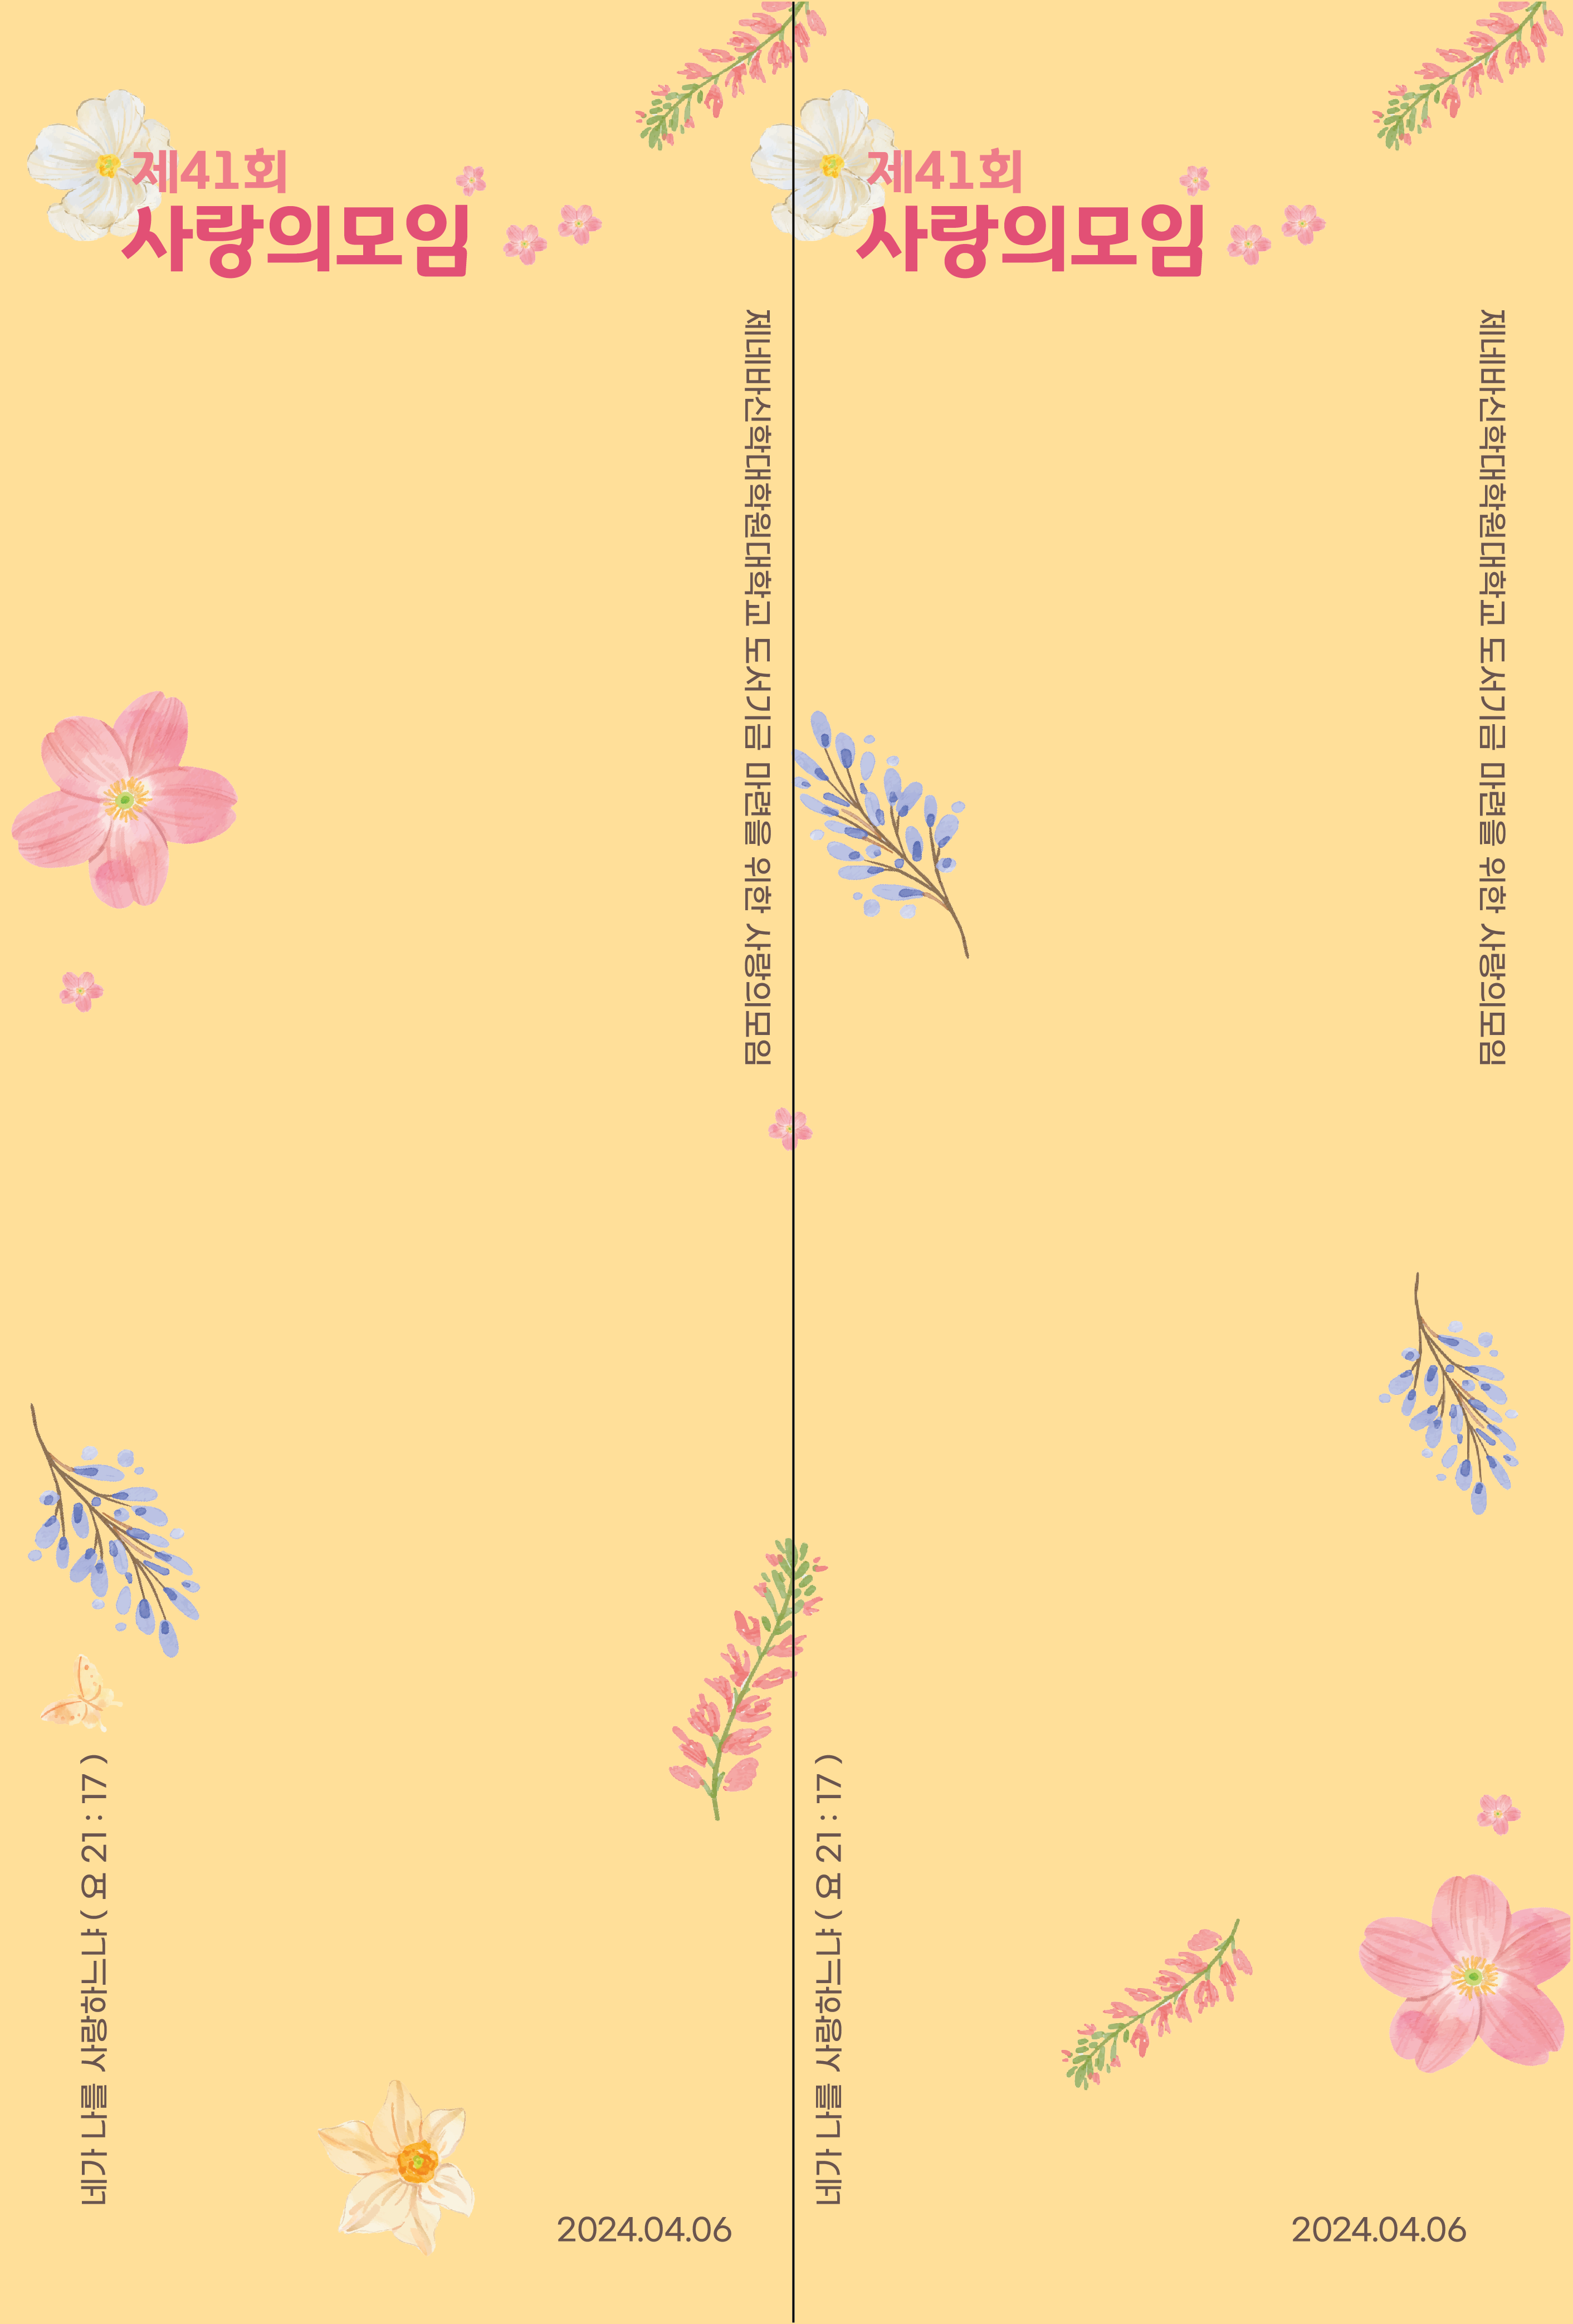 제41회
사랑의모임
제네바신학대학원대학교 도서기금 마련을 위한 사랑의모임
네가 나를 사랑하느냐 ( 요 21 : 17 )
2024.04.06
제41회
사랑의모임
제네바신학대학원대학교 도서기금 마련을 위한 사랑의모임
네가 나를 사랑하느냐 ( 요 21 : 17 )
2024.04.06